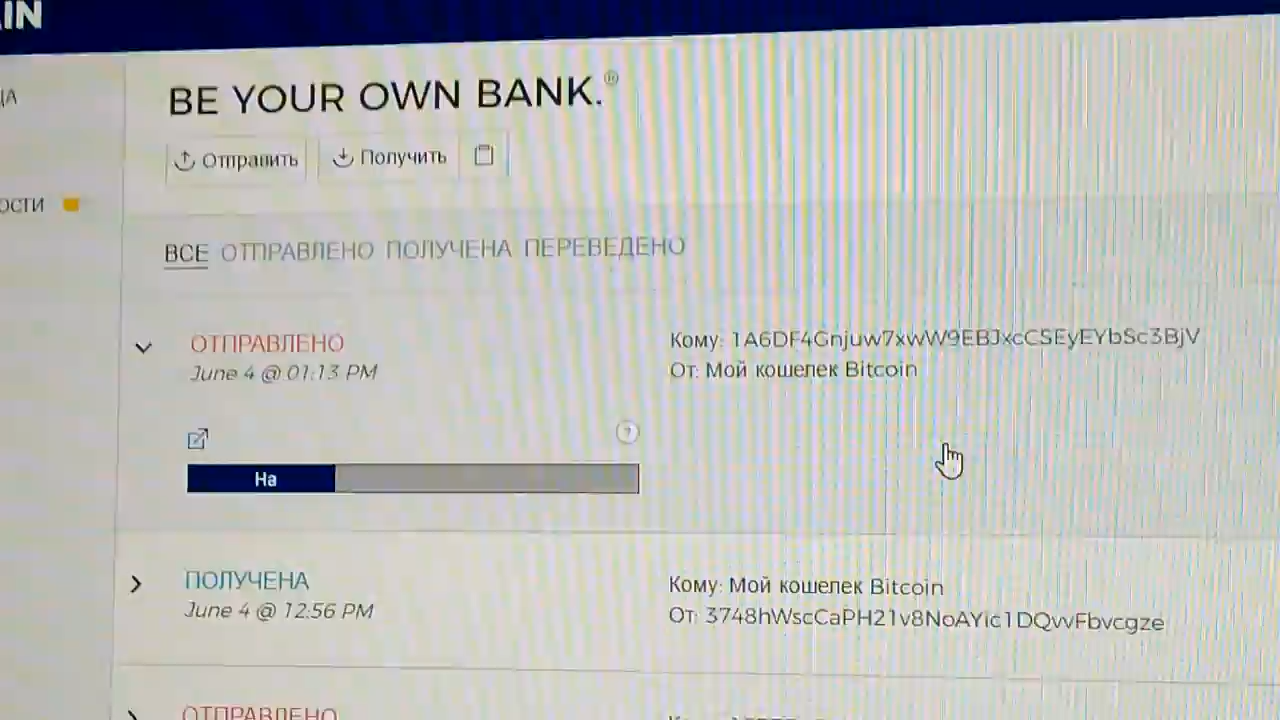 BE YOUR OWN BANK.®
Отправить Получить
ВСЕ ОТПРАВЛЕНО ПОЛУЧЕНА ПЕРЕВЕДЕНО
ОТПРАВЛЕНО
June 4 @ 01:13 PM
Кому: 1A6DF4Gnjuw7xwW9EBJxcCSEyEYbSc3BjV
От: Мой кошелек Bitcoin
?
На
ПОЛУЧЕНА
June 4 @ 12:56 PM
Кому: Мой кошелек Bitcoin
От: 3748hWscCaPH21v8NoAYic1DQvvFbvcgze
ОТПРАВЛЕНО